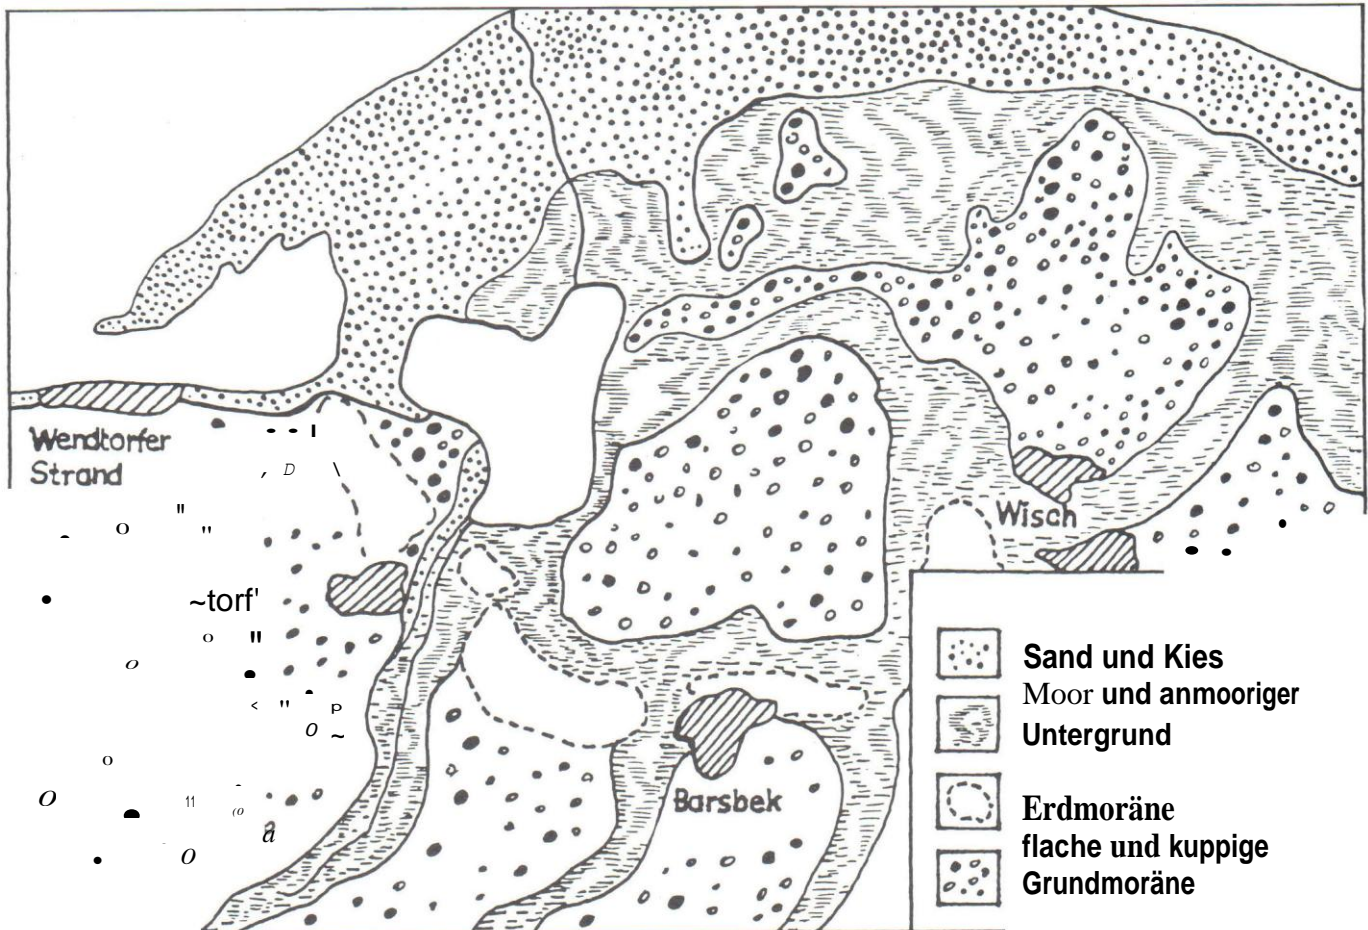 Wendtorfer
Strand
~torf'
Wisch
Barsbek
Sand und Kies
Moor und anmooriger
Untergrund
Erdmoräne
flache und kuppige
Grundmoräne